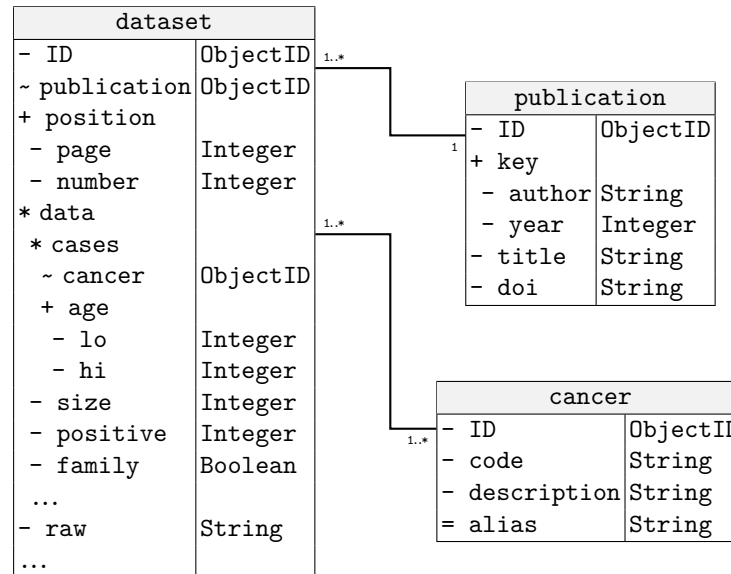 dataset
- ID ObjectID
~ publication ObjectID
+ position
- page Integer
- number Integer
* data
* cases
~ cancer ObjectID
+ age
- lo Integer
- hi Integer
- size Integer
- positive Integer
- family Boolean
...
- raw String
...
1..*
1
publication
- ID ObjectID
+ key
- author String
- year Integer
- title String
- doi String
1..*
1..*
cancer
- ID ObjectID
- code String
- description String
= alias String